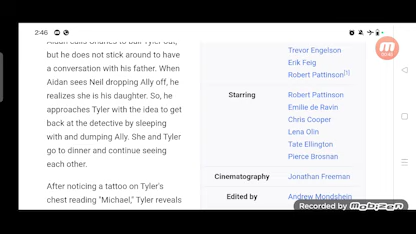 2:46
Aidan calls Charles to bail Tyler out,
but he does not stick around to have
a conversation with his father. When
Aidan sees Neil dropping Ally off, he
realizes she is his daughter. So, he
approaches Tyler with the idea to get
back at the detective by sleeping
with and dumping Ally. She and Tyler
go to dinner and continue seeing
each other.
After noticing a tattoo on Tyler's
chest reading "Michael," Tyler reveals
Trevor Engelson
Erik Feig
Robert Pattinson[1]
Starring
Robert Pattinson
Emilie de Ravin
Chris Cooper
Lena Olin
Tate Ellington
Pierce Brosnan
Cinematography
Jonathan Freeman
Edited by
Andrew Mondshein
Recorded by Mobizen